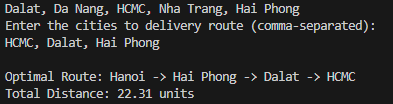 Dalat, Da Nang, HCMC, Nha Trang, Hai Phong
Enter the cities to delivery route (comma-separated):
HCMC, Dalat, Hai Phong

Optimal Route: Hanoi -> Hai Phong -> Dalat -> HCMC
Total Distance: 22.31 units